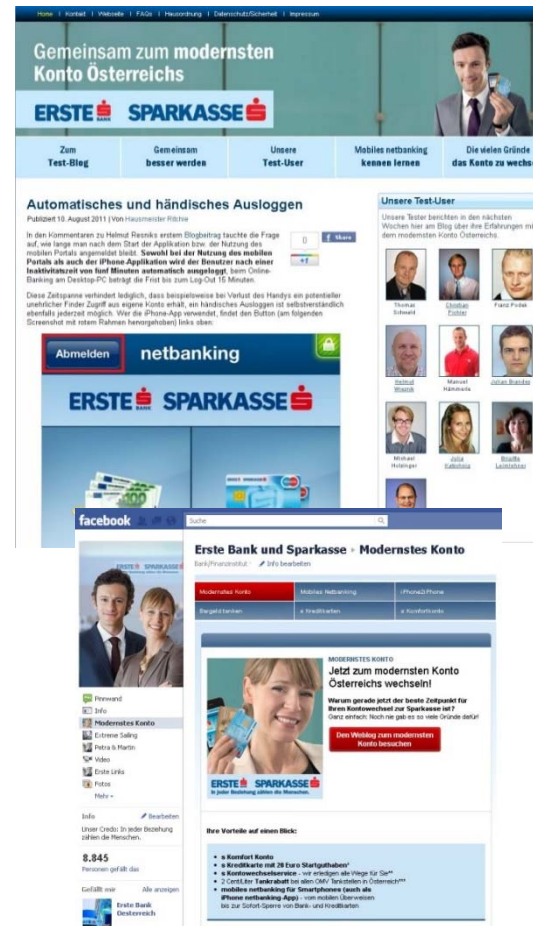 Home | Kontakt | Webseite | FAQs | Hausordnung | Datenschutz/Sicherheit | Impressum
Gemeinsam zum modernsten
Konto Österreichs
ERSTE BANK SPARKASSE
Zum
Test-Blog
Gemeinsam
besser werden
Unsere
Test-User
Mobiles netbanking
kennen lernen
Die vielen Gründe
das Konto zu wechs
Automatisches und händisches Ausloggen
Publiziert 10. August 2011 | Von Hausmeister Ritchie
In den Kommentaren zu Helmut Resniks erstem Blogbeitrag tauchte die Frage
auf, wie lange man nach dem Start der Applikation bzw. der Nutzung des
mobilen Portals angemeldet bleibt. Sowohl bei der Nutzung des mobilen
Portals als auch der iPhone Applikation wird der Benutzer nach einer
Inaktivitätszeit von fünf Minuten automatisch ausgeloggt, beim Online-
Banking am Desktop-PC beträgt die Frist bis zum Log-Out 15 Minuten.
0
Share
+1
Diese Zeitspanne verhindert lediglich, dass beispielsweise bei Verlust des Handys ein potentieller
unehrlicher Finder Zugriff aus eigene Konto erhält, ein händisches Ausloggen ist selbstverständlich
ebenfalls jederzeit möglich. Wer die iPhone-App verwendet, findet den Button (am folgenden
Screenshot mit rotem Rahmen hervorgehoben) links oben:
Abmelden netbanking
ERSTE BANK SPARKASSE
100
Unsere Test-User
Unsere Tester berichten in den nächsten
Wochen hier am Blog über ihre Erfahrungen mi
dem modernsten Konto Österreichs.
Thomas
Schwald
Christian
Franz Podek
Helmut
Manuel
Hämmerle
Julian Brandes
Michael
Holzinger
Julia
Brigitte
facebook
Suche
Erste Bank und Sparkasse ▸ Modernstes Konto
Bank/Finanzinstitut · Info bearbeiten
Modernstes Konto
Mobiles Netbanking
iPhone2iPhone
Bargeld tanken
s Kreditkarten
s Komfortkonto
ERSTE BANK SPARKASSE
Pinnwand
Info
Modernstes Konto
Extreme Sailing
Petra & Martin
Video
Erste Links
Fotos
Mehr
Info Bearbeiten
Unser Credo: In jeder Beziehung
zählen die Menschen.
8.845
Personen gefällt das
Gefällt mir Alle anzeigen
Erste Bank
Oesterreich
MODERNSTES KONTO
Jetzt zum modernsten Konto
Österreichs wechseln!
Warum gerade jetzt der beste Zeitpunkt für
Ihren Kontowechsel zur Sparkasse ist?
Ganz einfach: Noch nie gab es so viele Gründe dafür!
Den Weblog zum modernsten
Konto besuchen
ERSTE BANK SPARKASSE
In jeder Beziehung zählen die Menschen.
Ihre Vorteile auf einen Blick:
• s Komfort Konto
• s Kreditkarte mit 20 Euro Startguthaben*
• s Kontowechselservice - wir erledigen alle Wege für Sie**
• 2 Cent/Liter Tankrabatt bei allen OMV Tankstellen in Österreich***
• mobiles netbanking für Smartphones (auch als
iPhone netbanking-App) - vom mobilen Überweisen
bis zur Sofort-Sperre von Bank- und Kreditkarten